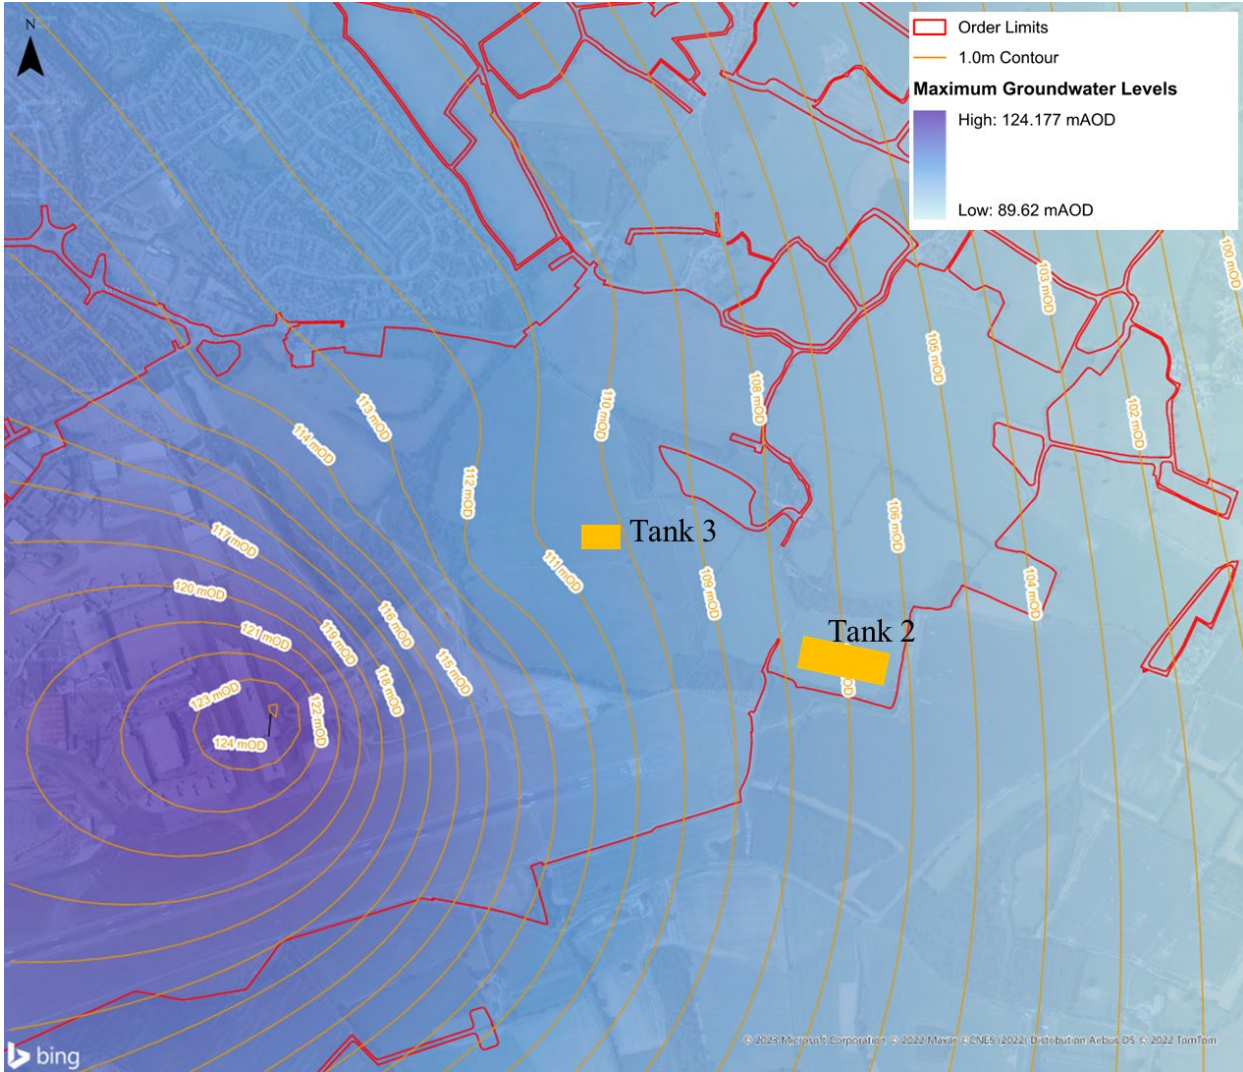 N
Order Limits
1.0m Contour
Maximum Groundwater Levels
High: 124.177 mAOD
Low: 89.62 mAOD
100 mOD
103 mOD
105 mOD
108 mOD
110 mOD
113 mOD
102 mOD
114 mOD
112 mOD
106 mOD
Tank 3
117 mOD
111 mOD
109 mOD
104 mOD
120 mOD
116 mOD
121 mOD
119 mOD
Tank 2
115 mOD
118 mOD
OD
123 mOD
122 mOD
124 mOD
© 2023 Microsoft Corporation © 2022 Maxar ©CNES (2022) Distribution Airbus DS © 2022 TomTom
bing